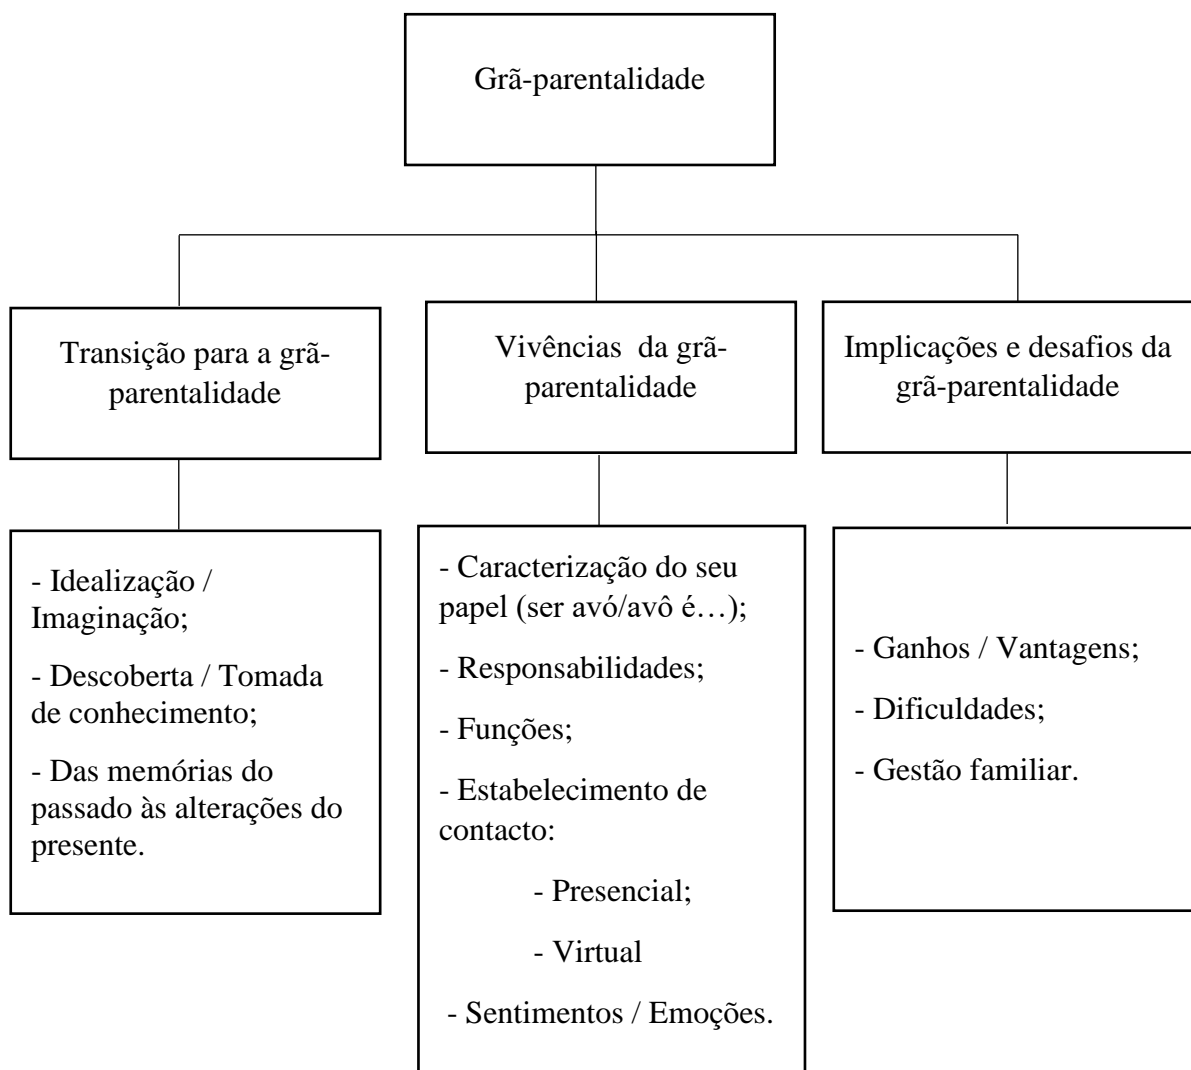 Grã-parentalidade
Transição para a grã-
parentalidade
Vivências da grã-
parentalidade
Implicações e desafios da
grã-parentalidade
- Idealização /
Imaginação;
- Descoberta / Tomada
de conhecimento;
- Das memórias do
passado às alterações do
presente.
- Caracterização do seu
papel (ser avó/avô é…);
- Responsabilidades;
- Funções;
- Estabelecimento de
contacto:
- Presencial;
- Virtual
- Sentimentos / Emoções.
- Ganhos / Vantagens;
- Dificuldades;
- Gestão familiar.